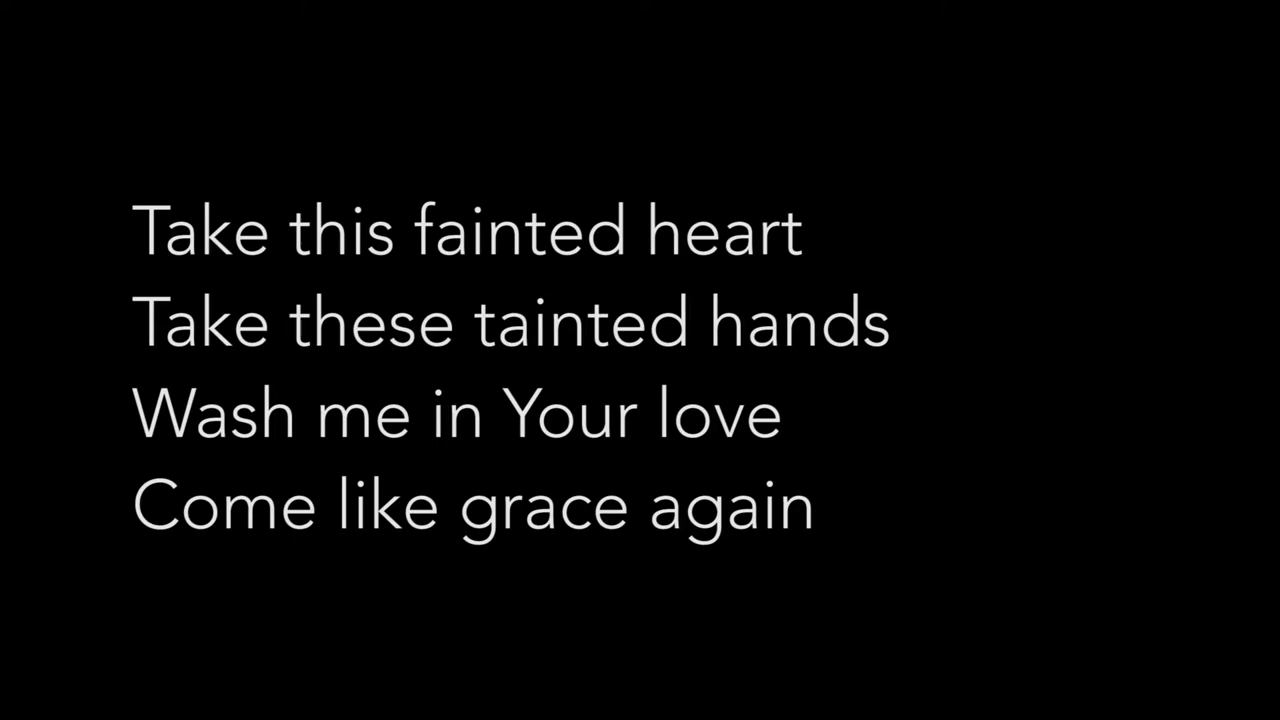 Take this fainted heart
Take these tainted hands
Wash me in Your love
Come like grace again